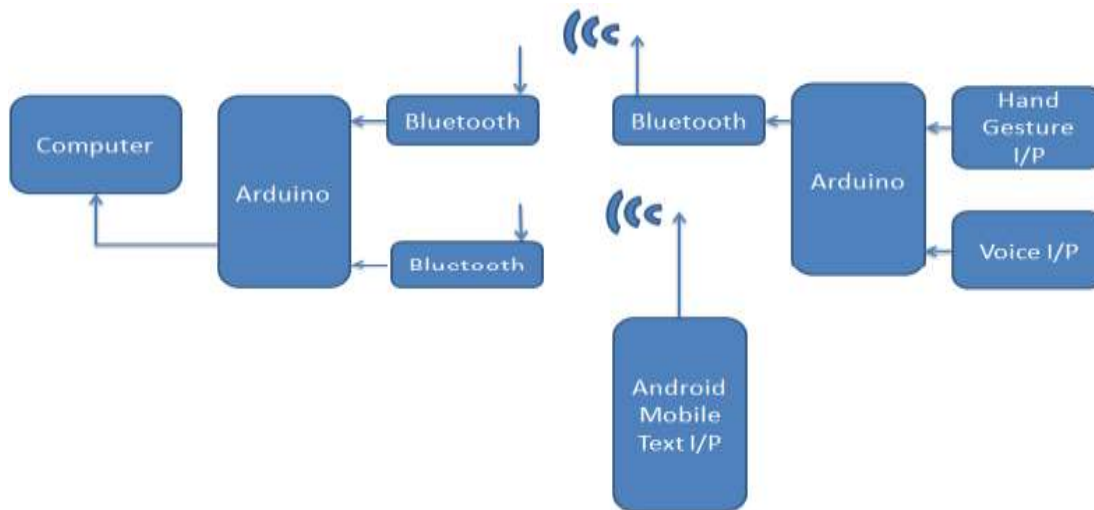 Computer
Arduino
Bluetooth
Bluetooth
Bluetooth
Arduino
Hand
Gesture
I/P
Voice I/P
Android
Mobile
Text I/P